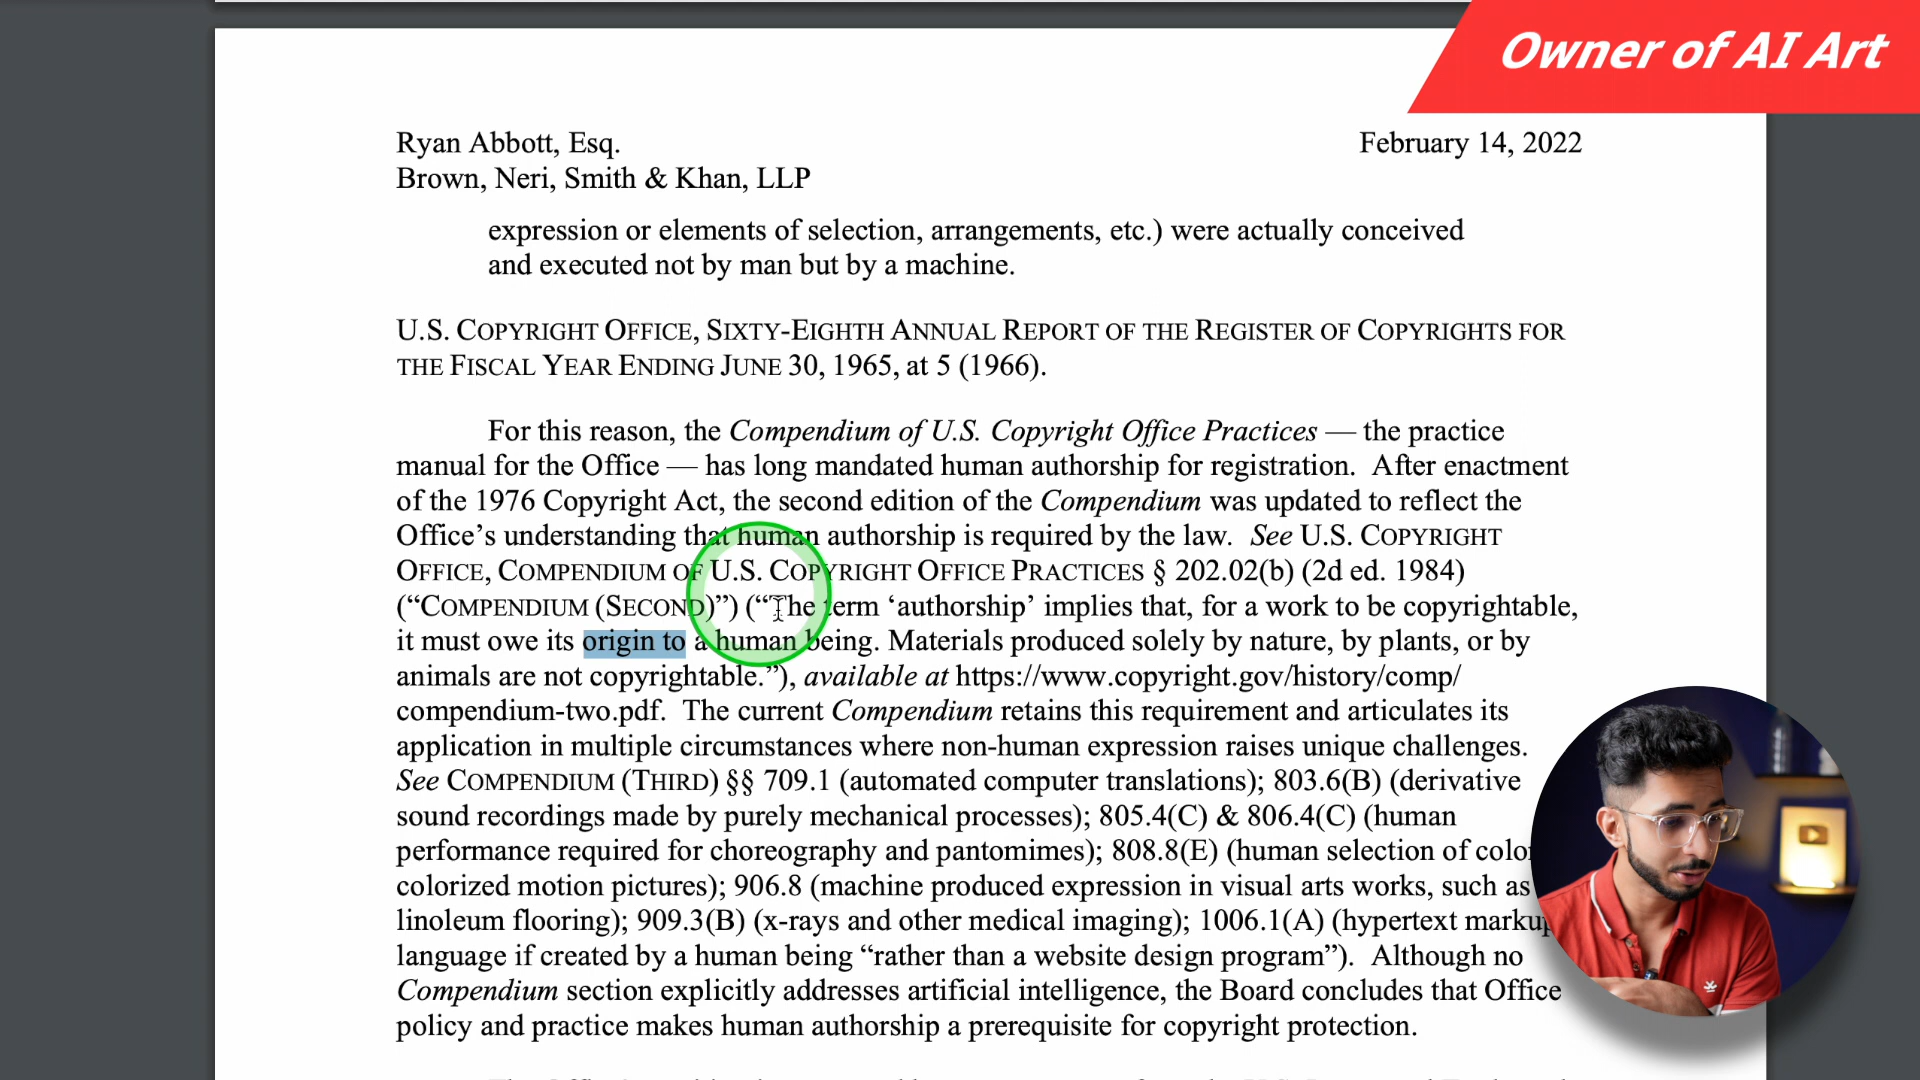 Owner of AI Art
Ryan Abbott, Esq.
February 14, 2022
Brown, Neri, Smith & Khan, LLP
expression or elements of selection, arrangements, etc.) were actually conceived
and executed not by man but by a machine.
U.S. COPYRIGHT OFFICE, SIXTY-EIGHTH ANNUAL REPORT OF THE REGISTER OF COPYRIGHTS FOR
THE FISCAL YEAR ENDING JUNE 30, 1965, at 5 (1966).
For this reason, the Compendium of U.S. Copyright Office Practices — the practice
manual for the Office — has long mandated human authorship for registration. After enactment
of the 1976 Copyright Act, the second edition of the Compendium was updated to reflect the
Office’s understanding that human authorship is required by the law. See U.S. COPYRIGHT
OFFICE, COMPENDIUM OF U.S. COPYRIGHT OFFICE PRACTICES § 202.02(b) (2d ed. 1984)
(“COMPENDIUM (SECOND)”) (“The term ‘authorship’ implies that, for a work to be copyrightable,
it must owe its origin to a human being. Materials produced solely by nature, by plants, or by
animals are not copyrightable.”), available at https://www.copyright.gov/history/comp/
compendium-two.pdf. The current Compendium retains this requirement and articulates its
application in multiple circumstances where non-human expression raises unique challenges.
See COMPENDIUM (THIRD) §§ 709.1 (automated computer translations); 803.6(B) (derivative
sound recordings made by purely mechanical processes); 805.4(C) & 806.4(C) (human
performance required for choreography and pantomimes); 808.8(E) (human selection of
colorized motion pictures); 906.8 (machine produced expression in visual arts works, such as
linoleum flooring); 909.3(B) (x-rays and other medical imaging); 1006.1(A) (hypertext
language if created by a human being “rather than a website design program”). Although no
Compendium section explicitly addresses artificial intelligence, the Board concludes that Office
policy and practice makes human authorship a prerequisite for copyright protection.